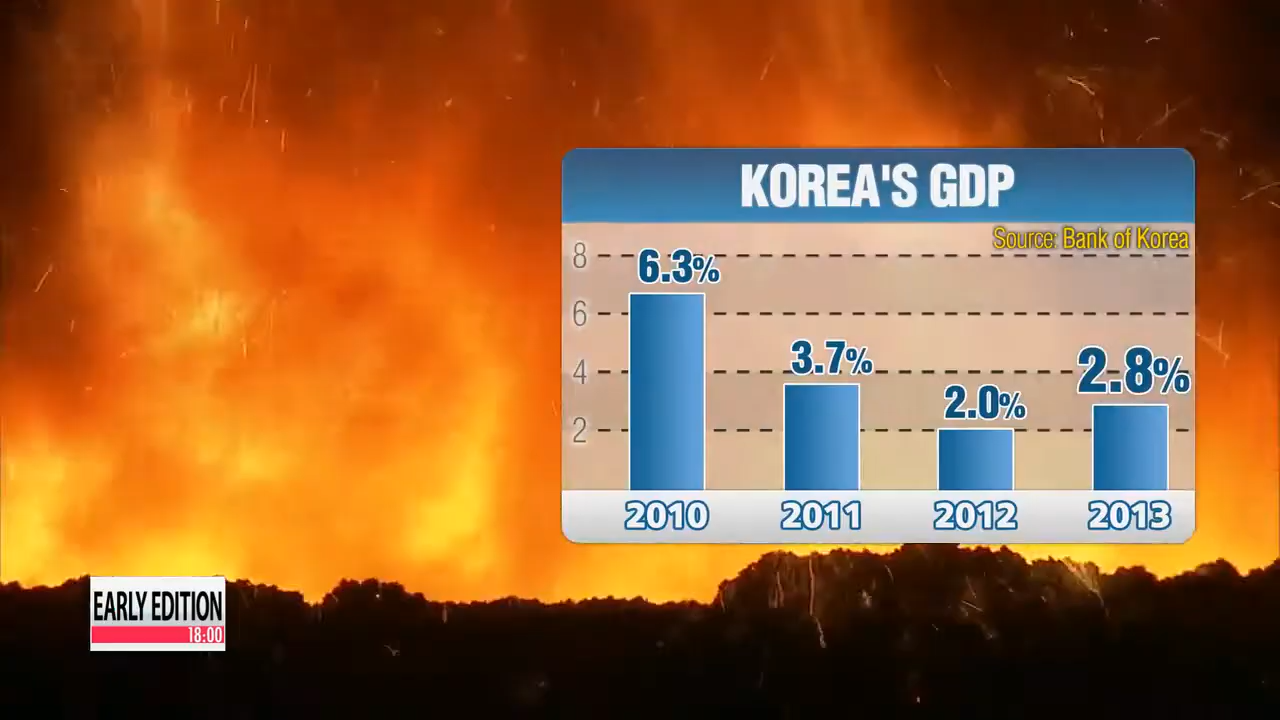 KOREA'S GDP
Source: Bank of Korea
8
6.3%
6
3.7%
4
2.8%
2.0%
2
2010 2011 2012 2013
EARLY EDITION
18:00